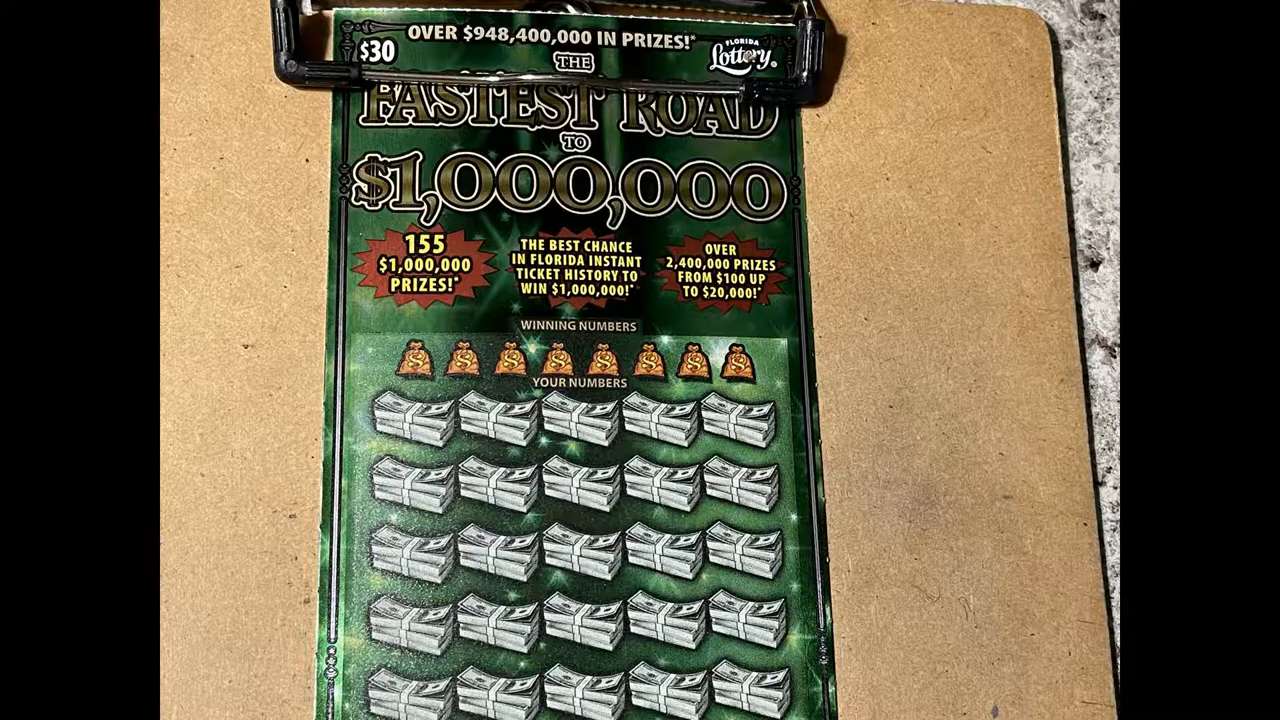 OVER $948,400,000 IN PRIZES!*
$30
FLORIDA
Lottery®
THE
FASTEST ROAD
TO
$1,000,000
155
$1,000,000
PRIZES!*
THE BEST CHANCE
IN FLORIDA INSTANT
TICKET HISTORY TO
WIN $1,000,000!*
OVER
2,400,000 PRIZES
FROM $100 UP
TO $20,000!*
WINNING NUMBERS
YOUR NUMBERS